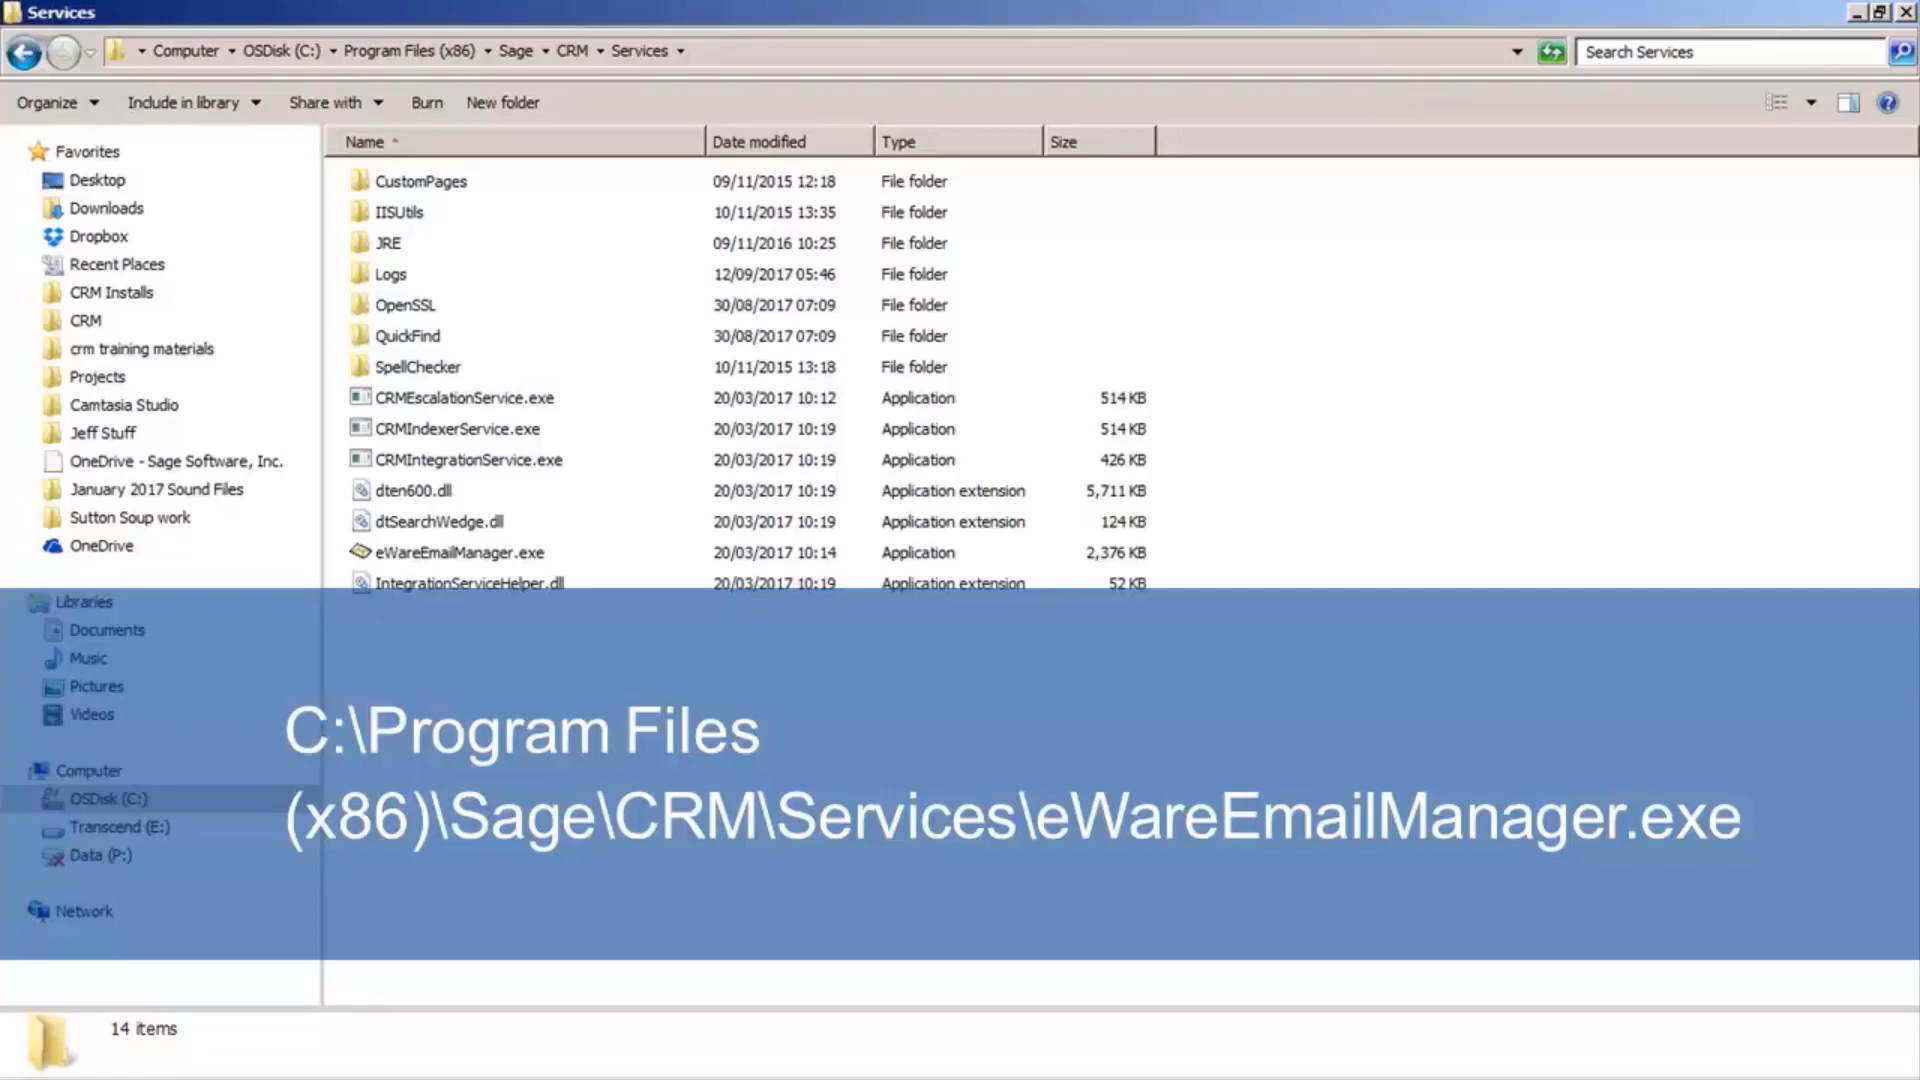 Services
Computer OSDisk (C:) Program Files (x86) Sage CRM Services
Search Services
Organize Include in library Share with Burn New folder
Name Date modified Type Size
Favorites
Desktop
Downloads
Dropbox
Recent Places
CRM Installs
CRM
crm training materials
Projects
Camtasia Studio
Jeff Stuff
OneDrive - Sage Software, Inc.
January 2017 Sound Files
Sutton Soup work
OneDrive
Libraries
Documents
Music
Pictures
Videos
Computer
OSDisk (C:)
Transcend (E:)
Data (P:)
Network
CustomPages 09/11/2015 12:18 File folder
IISUtils 10/11/2015 13:35 File folder
JRE 09/11/2016 10:25 File folder
Logs 12/09/2017 05:46 File folder
OpenSSL 30/08/2017 07:09 File folder
QuickFind 30/08/2017 07:09 File folder
SpellChecker 10/11/2015 13:18 File folder
CRMEscalationService.exe 20/03/2017 10:12 Application 514 KB
CRMIndexerService.exe 20/03/2017 10:19 Application 514 KB
CRMIntegrationService.exe 20/03/2017 10:19 Application 426 KB
dten600.dll 20/03/2017 10:19 Application extension 5,711 KB
dtSearchWedge.dll 20/03/2017 10:19 Application extension 124 KB
eWareEmailManager.exe 20/03/2017 10:14 Application 2,376 KB
IntegrationServiceHelper.dll 20/03/2017 10:19 Application extension 52 KB
C:\Program Files
(x86)\Sage\CRM\Services\eWareEmailManager.exe
14 items